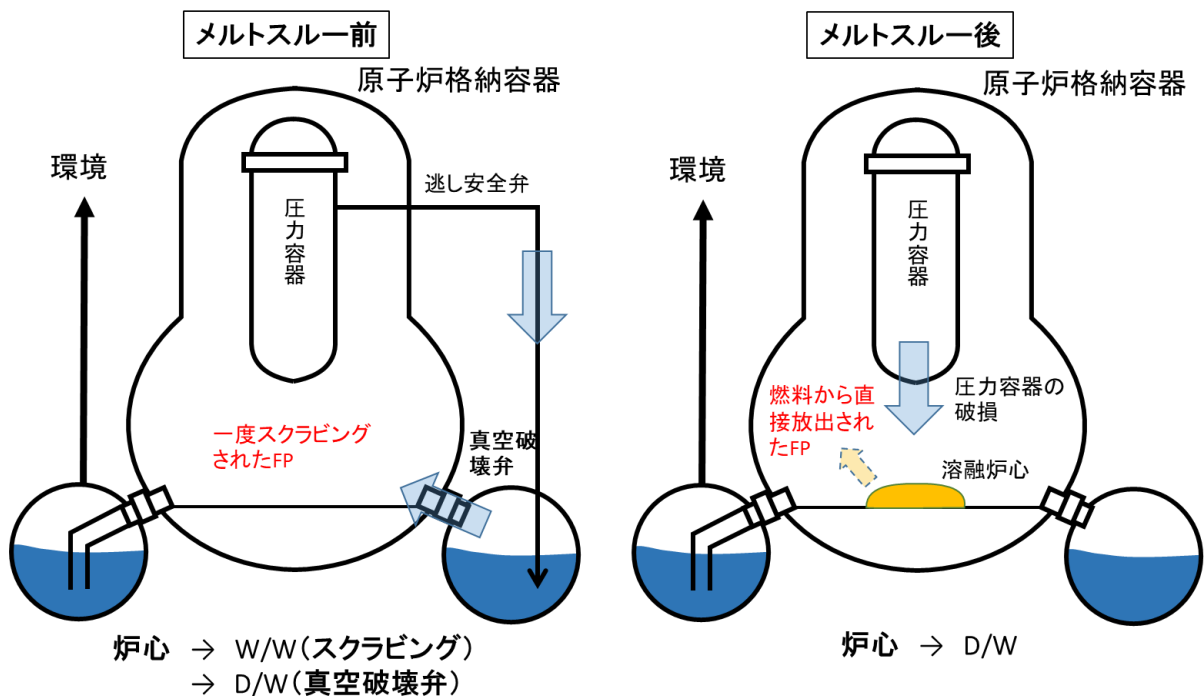 メルトスルー前
原子炉格納容器
環境
逃し安全弁
圧力容器
一度スクラビング
されたFP
真空破
壊弁
炉心 → W/W(スクラビング)
→ D/W(真空破壊弁)
メルトスルー後
原子炉格納容器
環境
圧力容器
圧力容器の
破損
燃料から直
接放出され
たFP
溶融炉心
炉心 → D/W